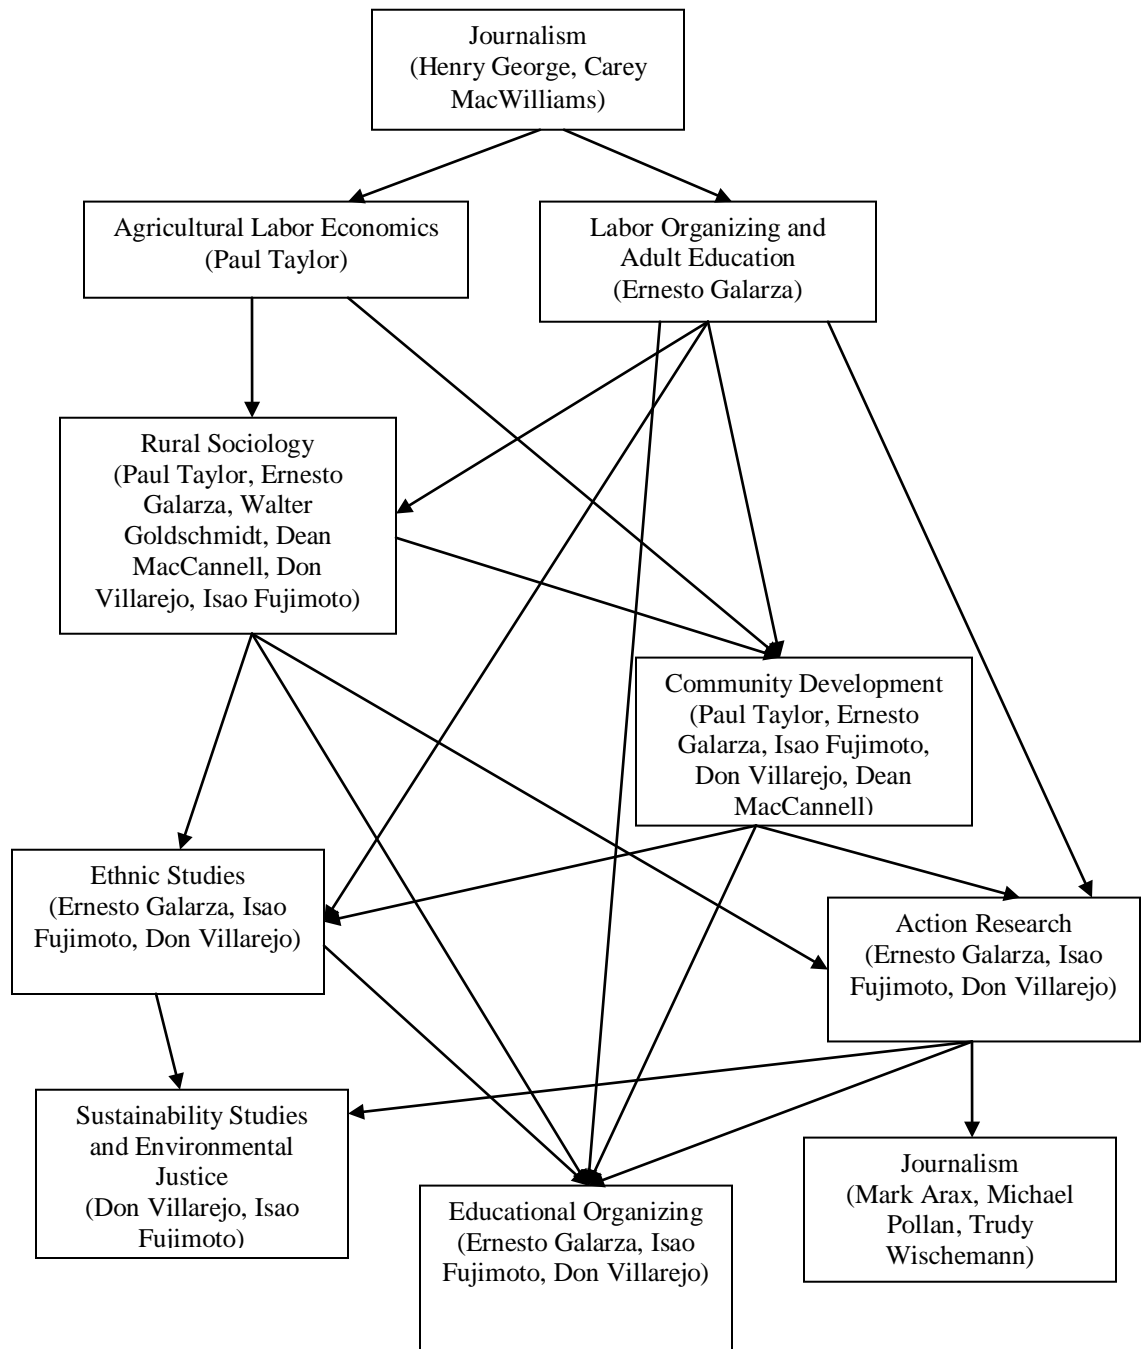 Journalism
(Henry George, Carey
MacWilliams)
Agricultural Labor Economics
(Paul Taylor)
Labor Organizing and
Adult Education
(Ernesto Galarza)
Rural Sociology
(Paul Taylor, Ernesto
Galarza, Walter
Goldschmidt, Dean
MacCannell, Don
Villarejo, Isao Fujimoto)
Community Development
(Paul Taylor, Ernesto
Galarza, Isao Fujimoto,
Don Villarejo, Dean
MacCannell)
Ethnic Studies
(Ernesto Galarza, Isao
Fujimoto, Don Villarejo)
Action Research
(Ernesto Galarza, Isao
Fujimoto, Don Villarejo)
Sustainability Studies
and Environmental
Justice
(Don Villarejo, Isao
Fujimoto)
Educational Organizing
(Ernesto Galarza, Isao
Fujimoto, Don Villarejo)
Journalism
(Mark Arax, Michael
Pollan, Trudy
Wischemann)